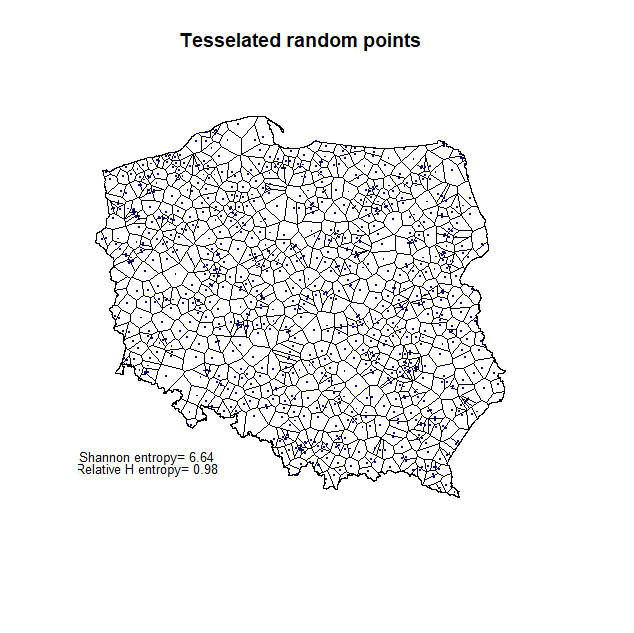 Tesselated random points
Shannon entropy= 6.64
Relative H entropy= 0.98